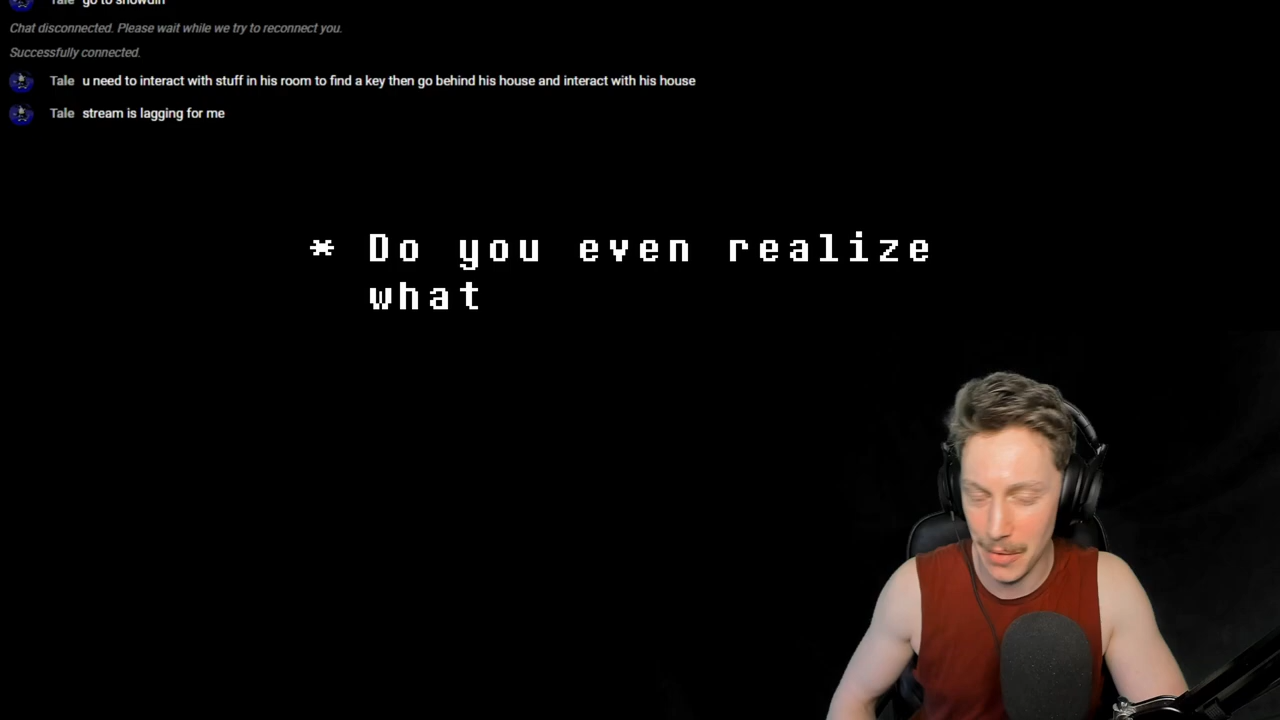 Tale go to snowdin
Chat disconnected. Please wait while we try to reconnect you.
Successfully connected.
Tale u need to interact with stuff in his room to find a key then go behind his house and interact with his house
Tale stream is lagging for me
* Do you even realize
what